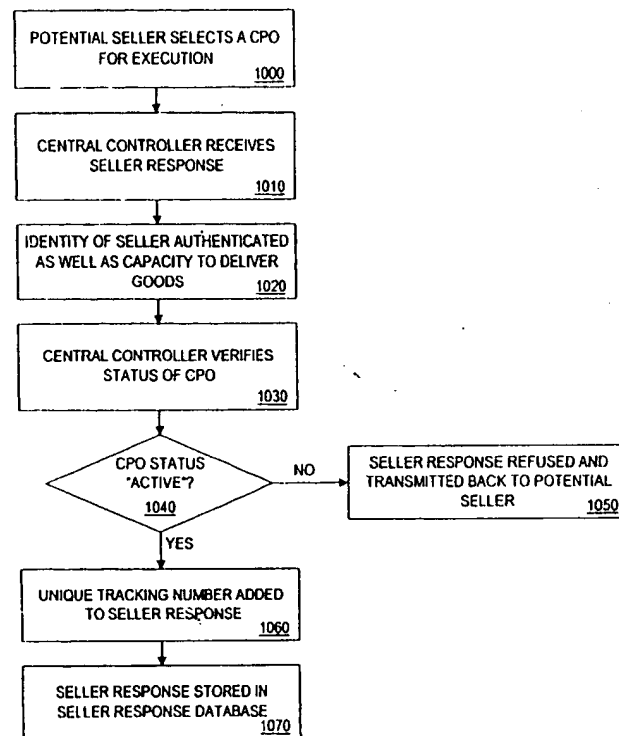 POTENTIAL SELLER SELECTS A CPO
FOR EXECUTION
1000
CENTRAL CONTROLLER RECEIVES
SELLER RESPONSE
1010
IDENTITY OF SELLER AUTHENTICATED
AS WELL AS CAPACITY TO DELIVER
GOODS
1020
CENTRAL CONTROLLER VERIFIES
STATUS OF CPO
1030
CPO STATUS
"ACTIVE"?
1040
NO
SELLER RESPONSE REFUSED AND
TRANSMITTED BACK TO POTENTIAL
SELLER
1050
YES
UNIQUE TRACKING NUMBER ADDED
TO SELLER RESPONSE
1060
SELLER RESPONSE STORED IN
SELLER RESPONSE DATABASE
1070